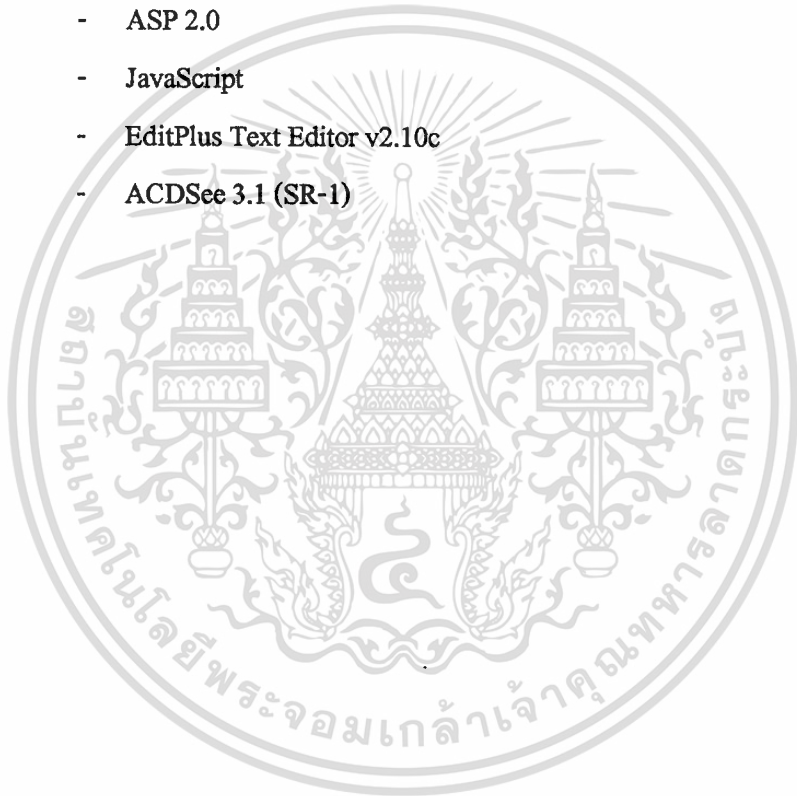 - ASP 2.0
- JavaScript
- EditPlus Text Editor v2.10c
- ACDSee 3.1 (SR-1)
สถาบันเทคโนโลยีพระจอมเกล้าเจ้าคุณทหารลาดกระบัง